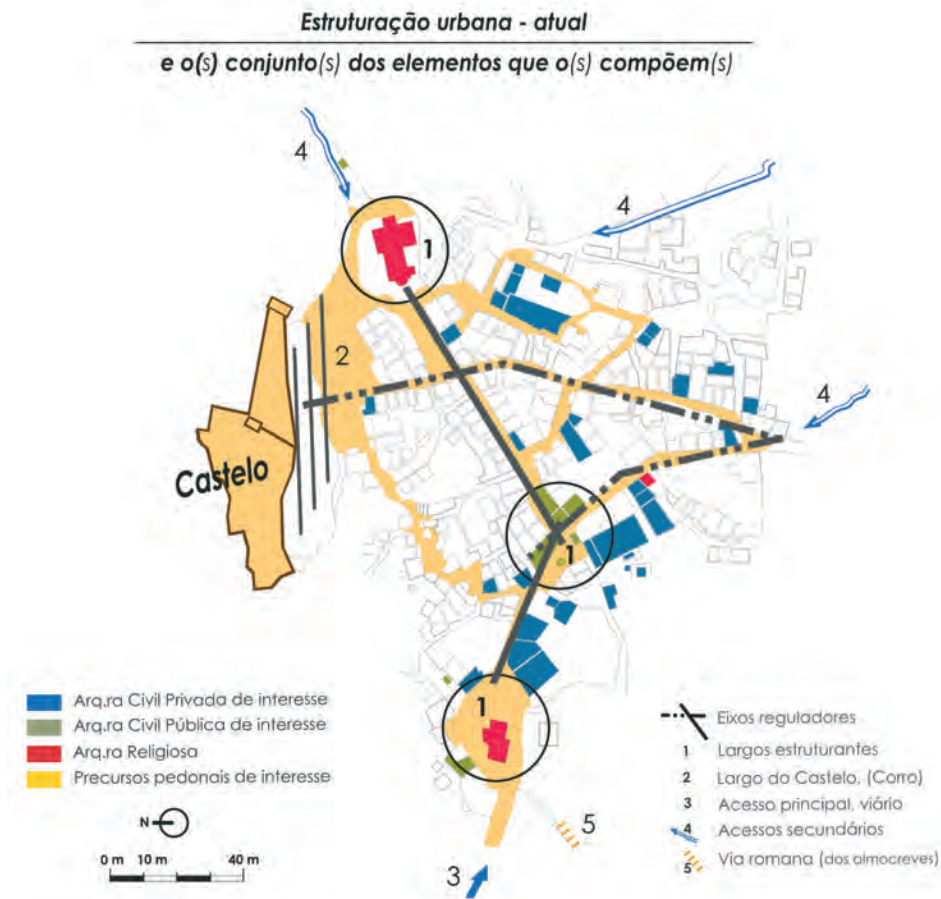 Estruturação urbana - atual
e o(s) conjunto(s) dos elementos que o(s) compõem(s)
4
4
1
2
4
Castelo
1
1
5
3
Arq.ra Civil Privada de interesse
Arq.ra Civil Pública de interesse
Arq.ra Religiosa
Precursos pedonais de interesse
N
0 m 10 m 40 m
Eixos reguladores
1 Largos estruturantes
2 Largo do Castelo, (Corro)
3 Acesso principal, viário
4 Acessos secundários
5 Via romana (dos almocreves)